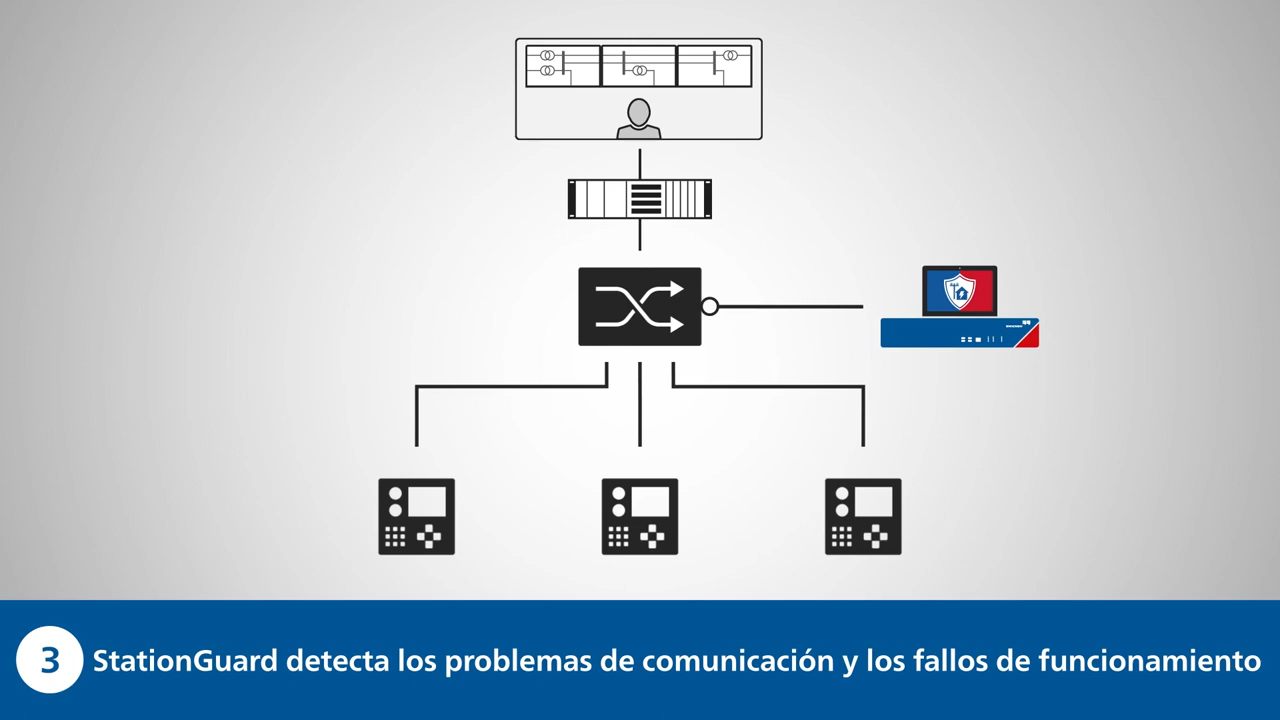 3 StationGuard detecta los problemas de comunicación y los fallos de funcionamiento